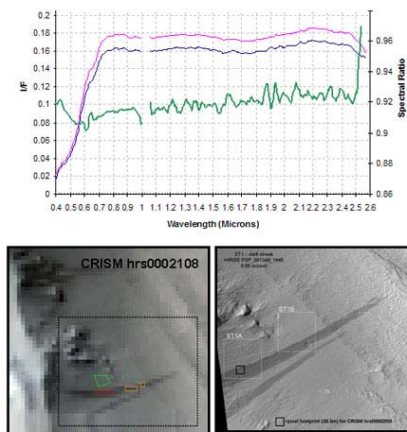 0.2
0.18
0.16
0.14
0.12
0.1
0.08
0.06
0.04
0.02
0
I/F
0.96
0.94
0.92
0.9
0.88
0.86
Spectral Ratio
0.4 0.5 0.6 0.7 0.9 1.0 1.1 1.2 1.3 1.4 1.5 1.6 1.7 1.8 1.9 2 2.1 2.2 2.3 2.4 2.5 2.6
Wavelength (Microns)
CRISM hrs0002108
ST1 - dark streak
ST1B
ST1A